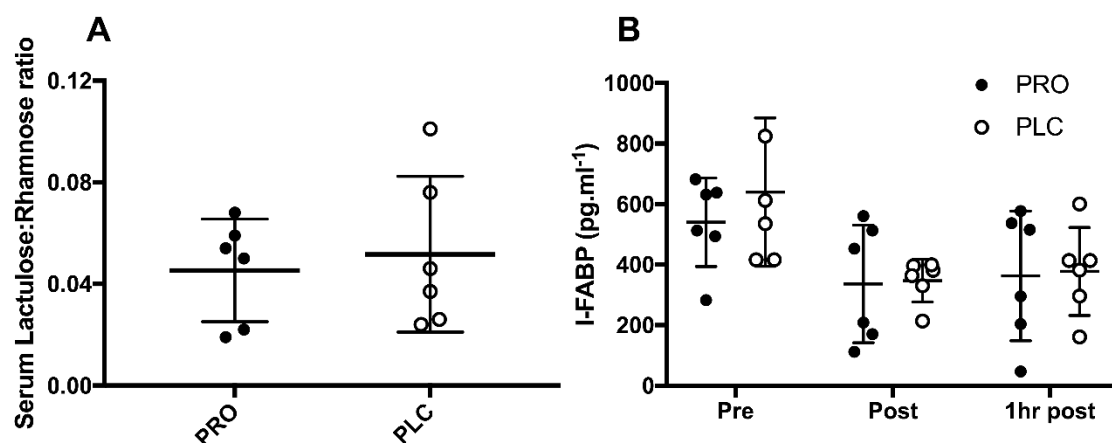 A
Serum Lactulose:Rhamnose ratio
0.12
0.08
0.04
0.00
PRO
PLC
B
I-FABP (pg.ml-1)
1000
800
600
400
200
0
PRO
PLC
Pre
Post
1hr post